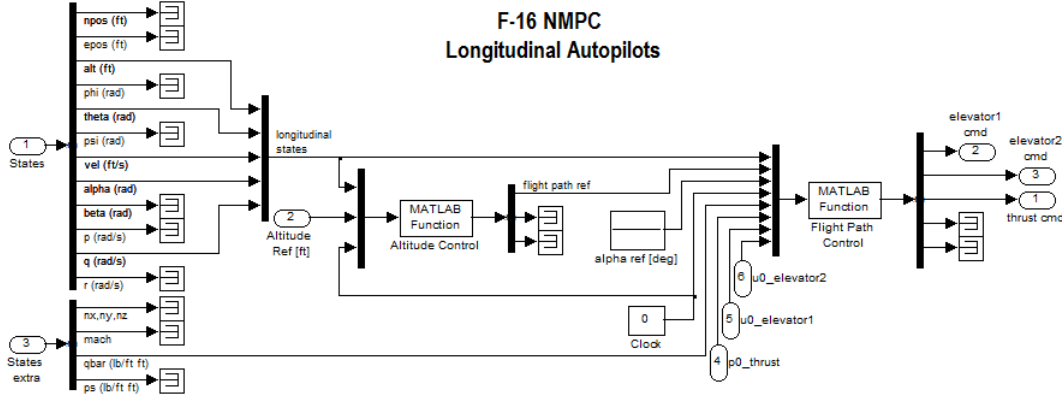 F-16 NMPC
Longitudinal Autopilots
npos (ft)
epos (ft)
alt (ft)
phi (rad)
theta (rad)
psi (rad)
vel (ft/s)
alpha (rad)
beta (rad)
p (rad/s)
q (rad/s)
r (rad/s)
1
States
nx,ny,nz
mach
qbar (lb/ft ft)
ps (lb/ft ft)
3
States
extra
longitudinal
states
2
Altitude
Ref [ft]
MATLAB
Function
Altitude Control
flight path ref
alpha ref [deg]
0
Clock
6
u0_elevator2
5
u0_elevator1
4
p0_thrust
MATLAB
Function
Flight Path
Control
elevator1
cmd
2
elevator2
cmd
3
1
thrust cmd